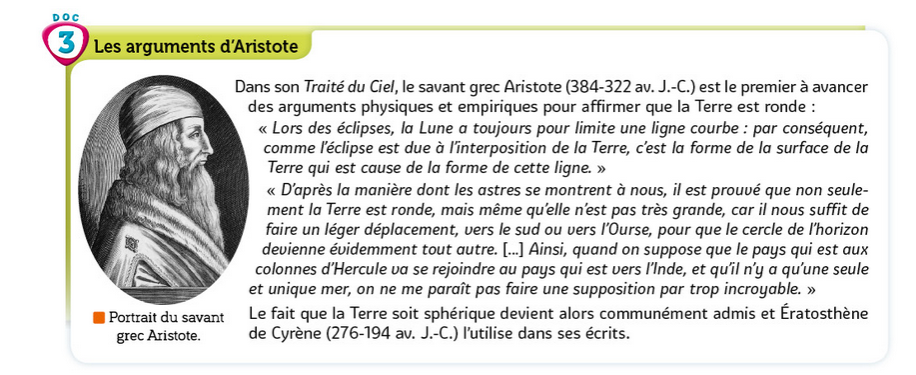 DOC
3 Les arguments d’Aristote
Dans son Traité du Ciel, le savant grec Aristote (384-322 av. J.-C.) est le premier à avancer
des arguments physiques et empiriques pour affirmer que la Terre est ronde :
« Lors des éclipses, la Lune a toujours pour limite une ligne courbe : par conséquent,
comme l’éclipse est due à l’interposition de la Terre, c’est la forme de la surface de la
Terre qui est cause de la forme de cette ligne. »
« D’après la manière dont les astres se montrent à nous, il est prouvé que non seule-
ment la Terre est ronde, mais même qu’elle n’est pas très grande, car il nous suffit de
faire un léger déplacement, vers le sud ou vers l’Ourse, pour que le cercle de l’horizon
devienne évidemment tout autre. [...] Ainsi, quand on suppose que le pays qui est aux
colonnes d’Hercule va se rejoindre au pays qui est vers l’Inde, et qu’il n’y a qu’une seule
et unique mer, on ne me paraît pas faire une supposition par trop incroyable. »
Le fait que la Terre soit sphérique devient alors communément admis et Ératosthène
de Cyrène (276-194 av. J.-C.) l’utilise dans ses écrits.
Portrait du savant
grec Aristote.